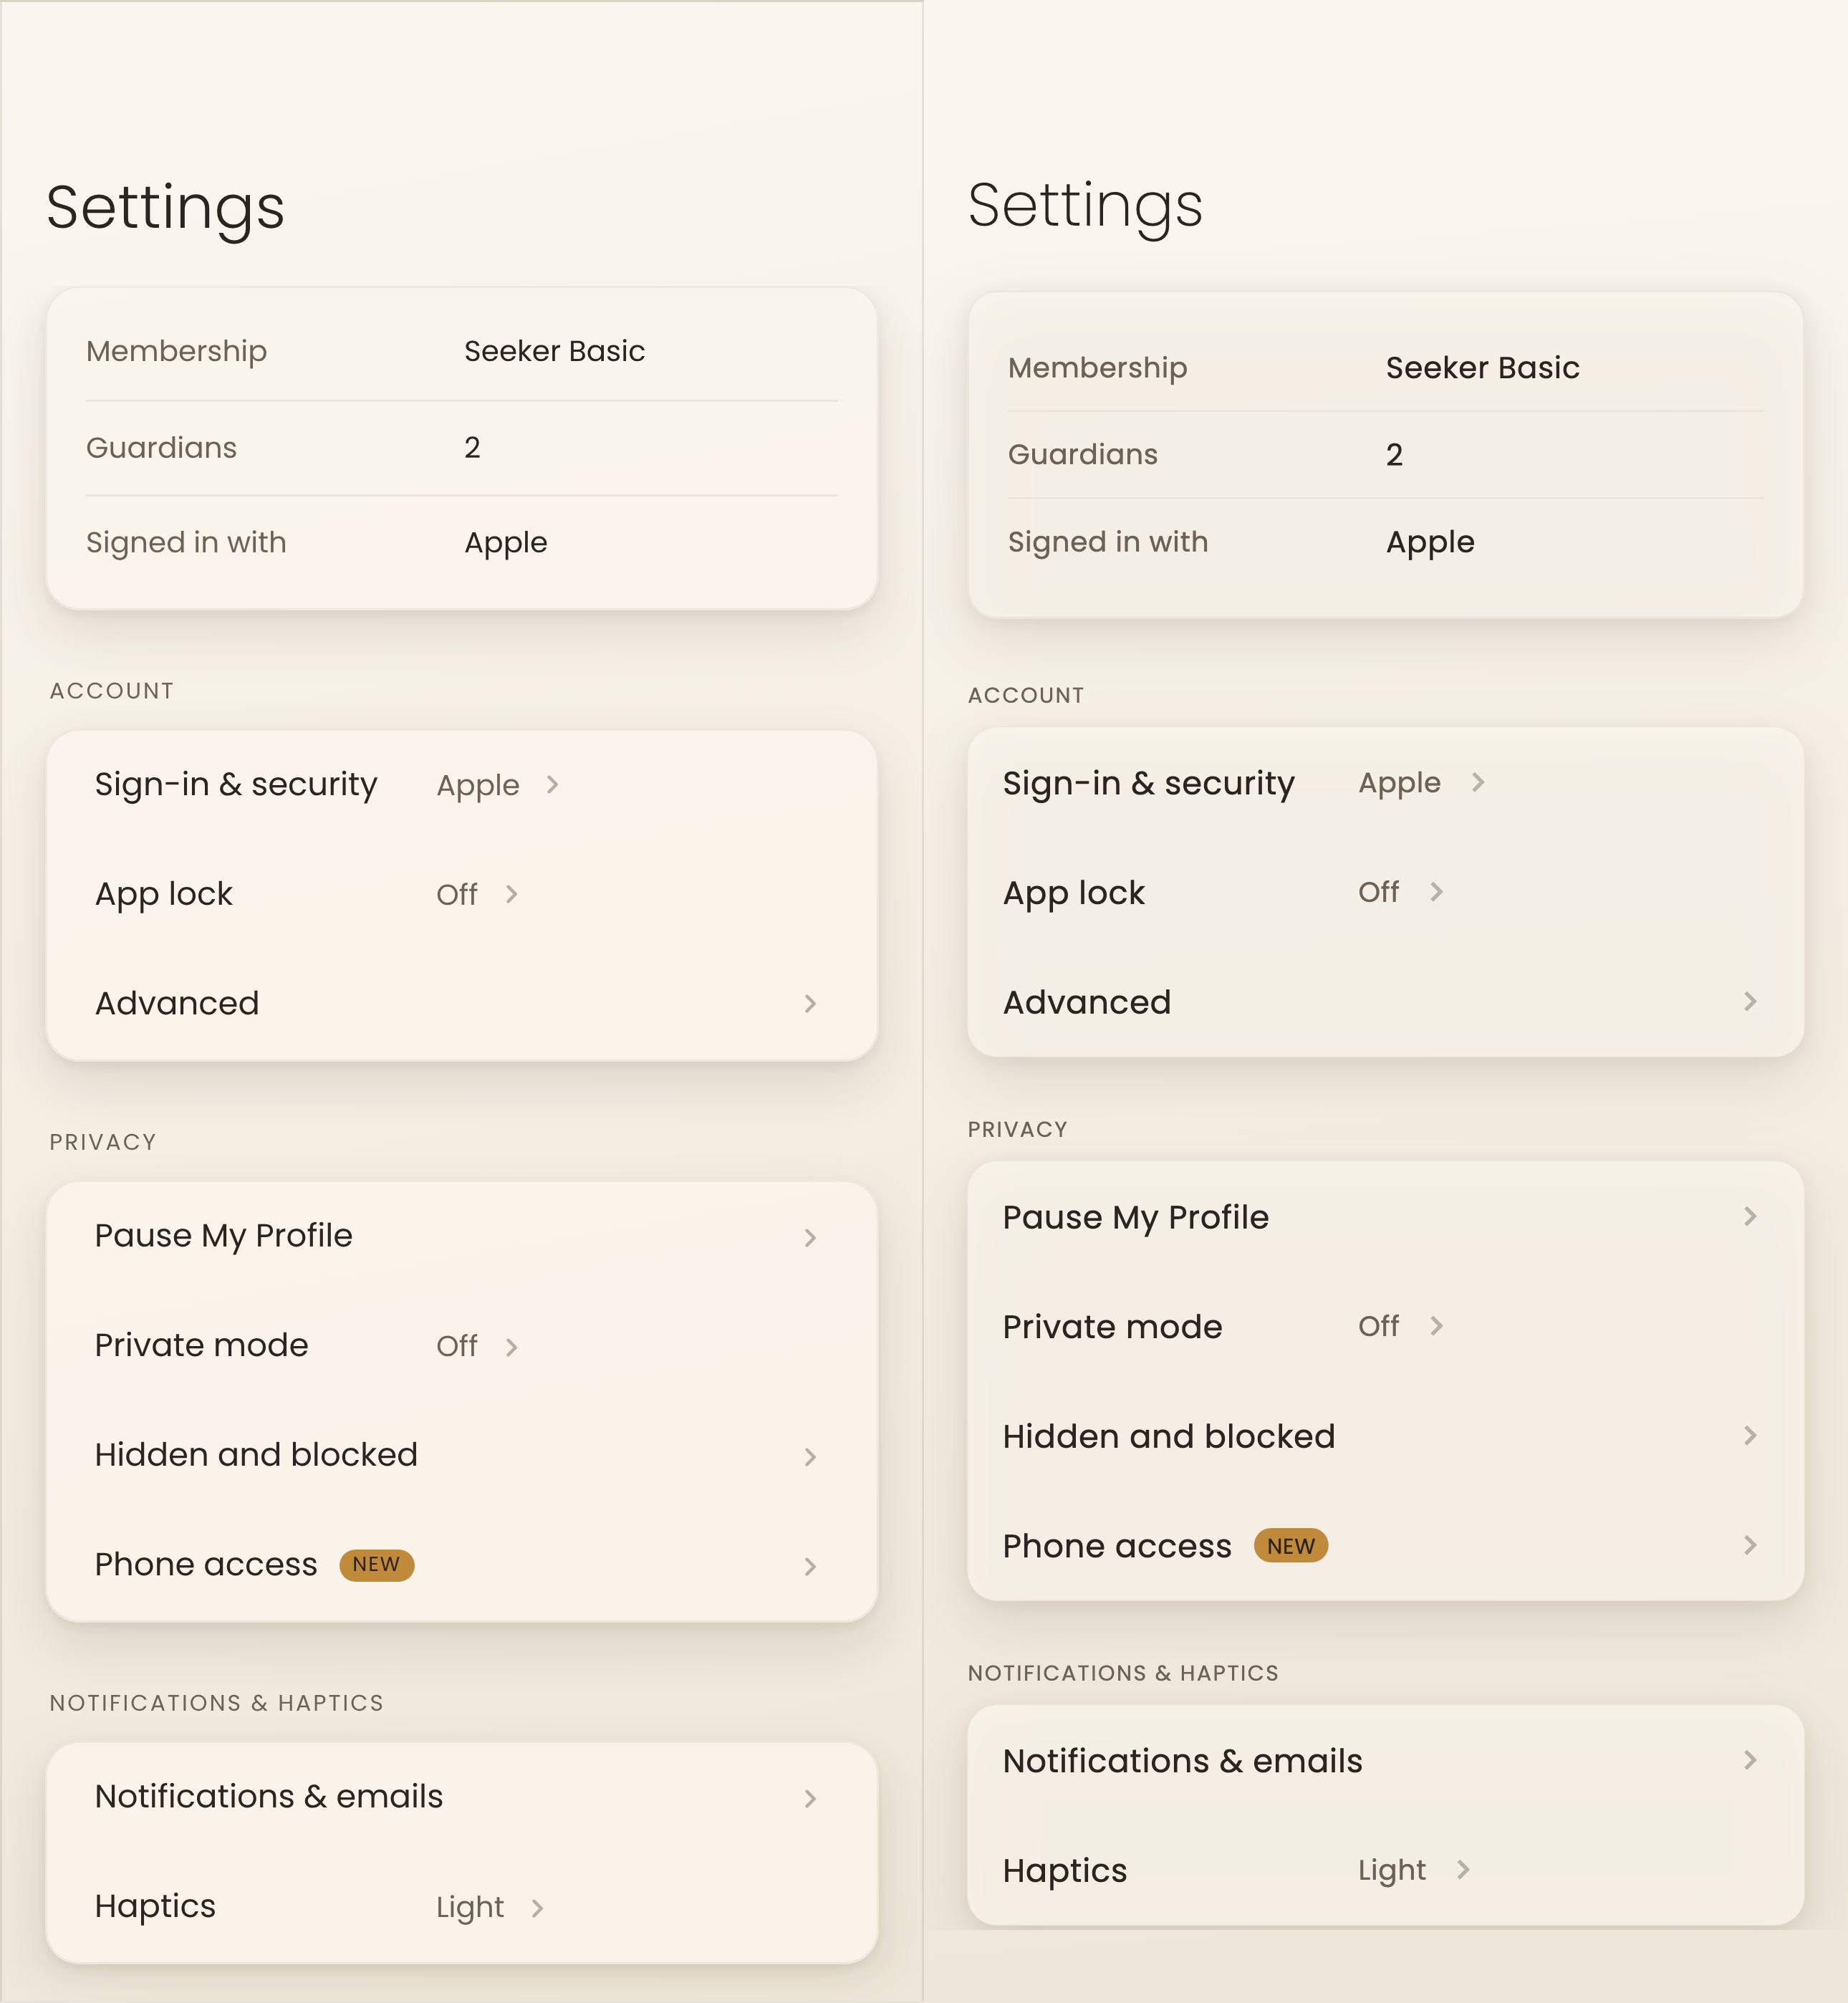 Settings
Membership Seeker Basic
Guardians 2
Signed in with Apple
ACCOUNT
Sign-in & security Apple
App lock Off
Advanced
PRIVACY
Pause My Profile
Private mode Off
Hidden and blocked
Phone access NEW
NOTIFICATIONS & HAPTICS
Notifications & emails
Haptics Light
Settings
Membership Seeker Basic
Guardians 2
Signed in with Apple
ACCOUNT
Sign-in & security Apple
App lock Off
Advanced
PRIVACY
Pause My Profile
Private mode Off
Hidden and blocked
Phone access NEW
NOTIFICATIONS & HAPTICS
Notifications & emails
Haptics Light